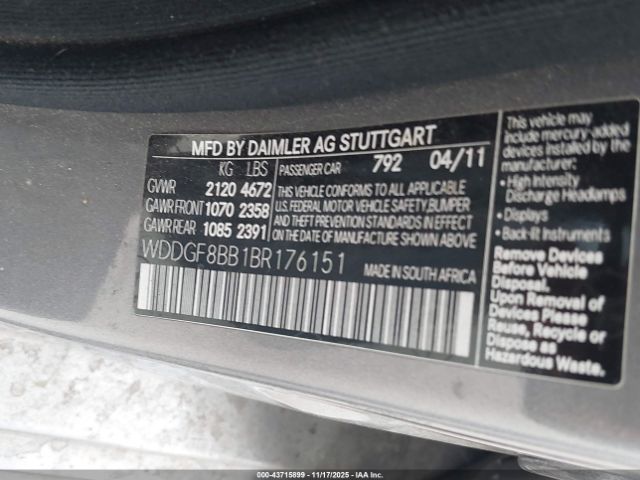 MFD BY DAIMLER AG STUTTGART
KG LBS
GVWR 2120 4672
GAWR FRONT 1070 2358
GAWR REAR 1085 2391
PASSENGER CAR 792 04/11
THIS VEHICLE CONFORMS TO ALL APPLICABLE
U.S. FEDERAL MOTOR VEHICLE SAFETY, BUMPER
AND THEFT PREVENTION STANDARDS IN EFFECT
ON THE DATE OF MANUFACTURE SHOWN ABOVE.
WDDGF8BB1BR176151
MADE IN SOUTH AFRICA
This vehicle may
include mercury-added
devices installed by
the manufacturer:
- High Intensity
Discharge Headlamps
- Displays
- Back-lit Instruments
Remove Devices
Before Vehicle
Disposal.
Upon Removal of
Devices Please
Reuse, Recycle or
Dispose as
Hazardous Waste.
© 43715899 - 11/17/2025 - IAA Inc.